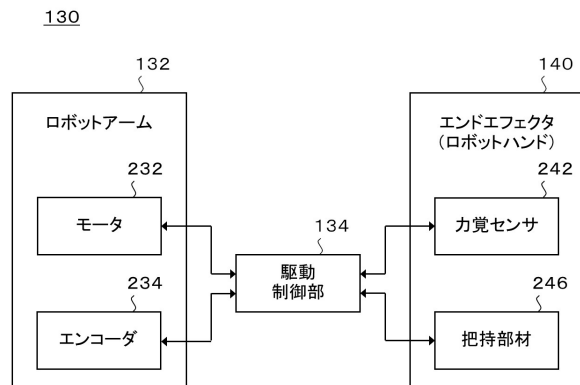 130
132
ロボットアーム
232
モータ
234
エンコーダ
134
駆動
制御部
140
エンドエフェクタ
(ロボットハンド)
242
力覚センサ
246
把持部材